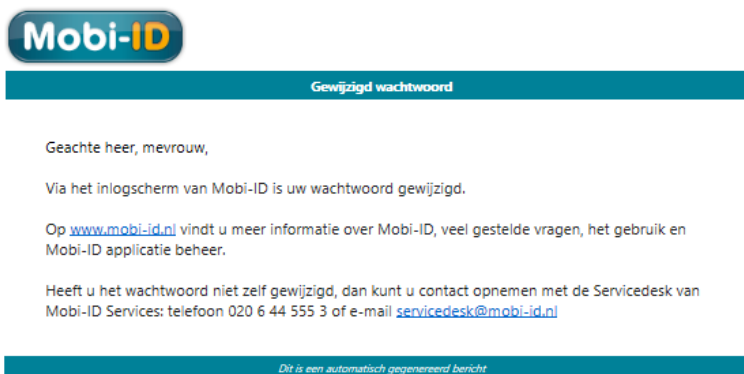 Mobi-ID
Gewijzigd wachtwoord
Geachte heer, mevrouw,
Via het inlogscherm van Mobi-ID is uw wachtwoord gewijzigd.
Op www.mobi-id.nl vindt u meer informatie over Mobi-ID, veel gestelde vragen, het gebruik en
Mobi-ID applicatie beheer.
Heeft u het wachtwoord niet zelf gewijzigd, dan kunt u contact opnemen met de Servicedesk van
Mobi-ID Services: telefoon 020 6 44 555 3 of e-mail servicedesk@mobi-id.nl
Dit is een automatisch gegenereerd bericht